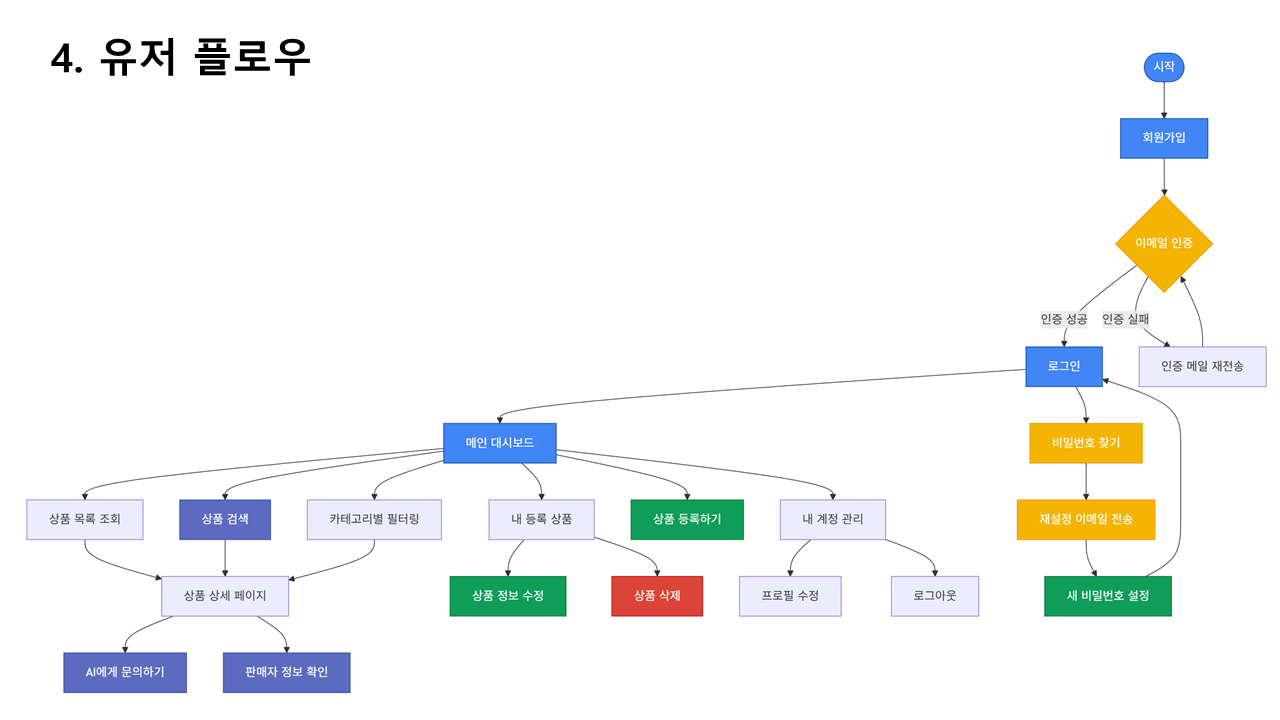 4. 유저 플로우
시작
회원가입
이메일 인증
인증 성공
인증 실패
로그인
인증 메일 재전송
메인 대시보드
비밀번호 찾기
상품 목록 조회
상품 검색
카테고리별 필터링
내 등록 상품
상품 등록하기
내 계정 관리
재설정 이메일 전송
상품 상세 페이지
상품 정보 수정
상품 삭제
프로필 수정
로그아웃
새 비밀번호 설정
AI에게 문의하기
판매자 정보 확인